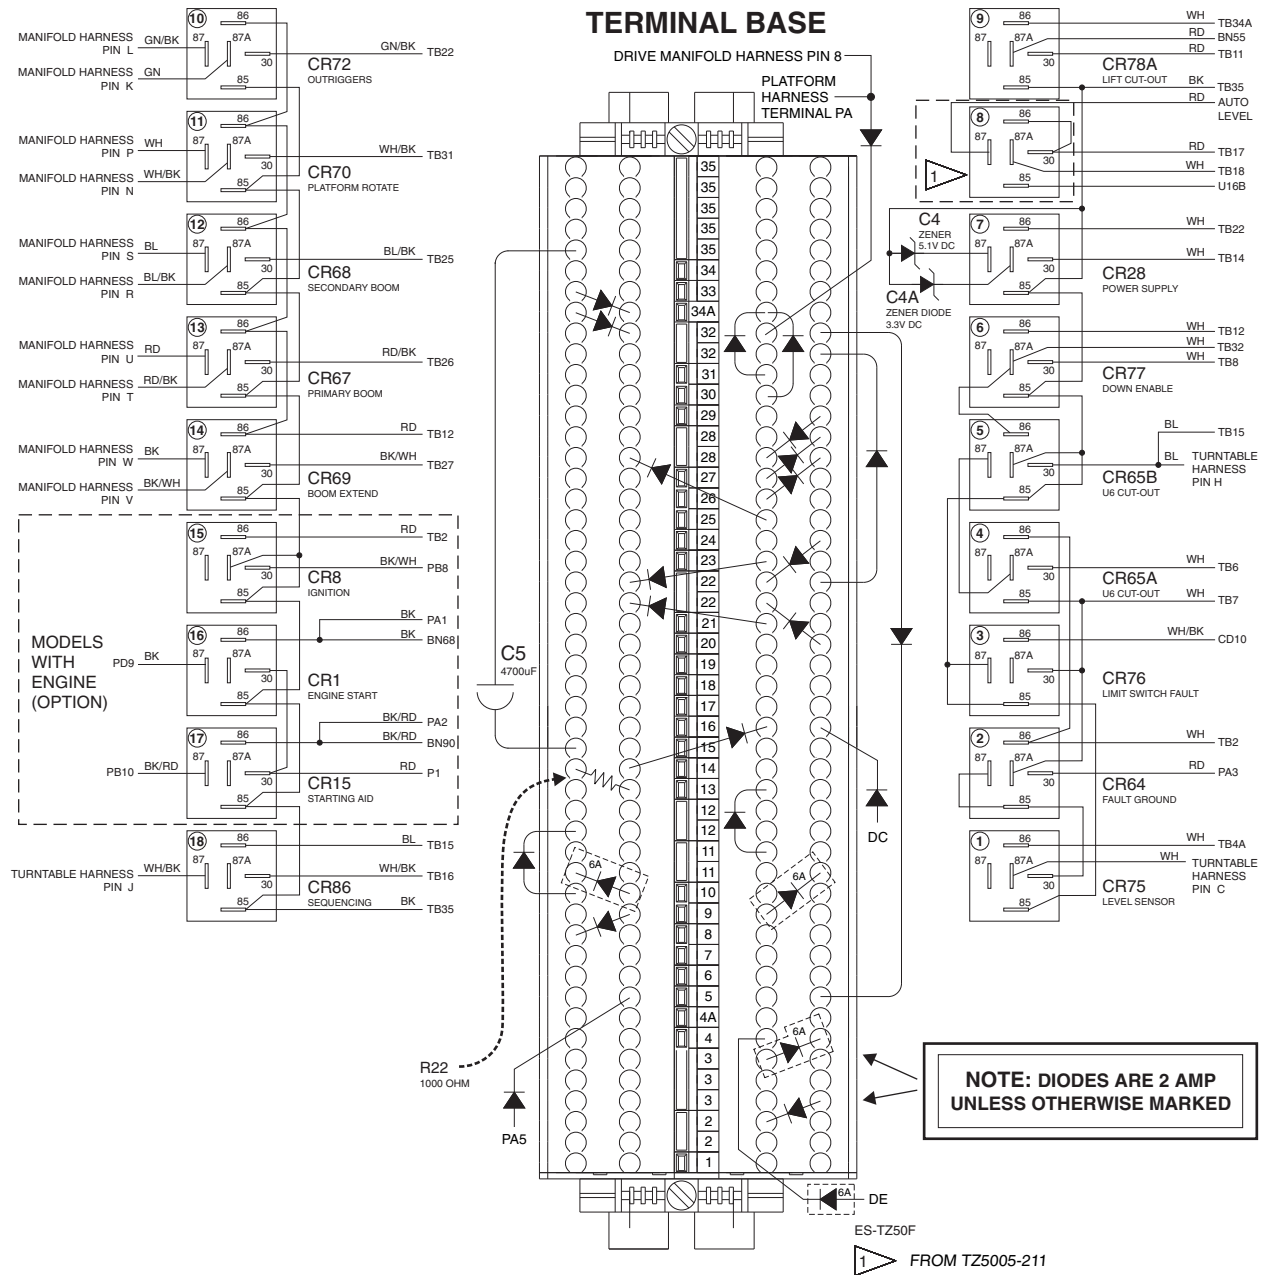 TERMINAL BASE
DRIVE MANIFOLD HARNESS PIN 8
PLATFORM
HARNESS
TERMINAL PA
10
86
87
87A
30
85
MANIFOLD HARNESS
PIN L
GN/BK
MANIFOLD HARNESS
PIN K
GN
GN/BK
TB22
CR72
OUTRIGGERS
11
86
87
87A
30
85
MANIFOLD HARNESS
PIN P
WH
MANIFOLD HARNESS
PIN N
WH/BK
WH/BK
TB31
CR70
PLATFORM ROTATE
12
86
87
87A
30
85
MANIFOLD HARNESS
PIN S
BL
MANIFOLD HARNESS
PIN R
BL/BK
BL/BK
TB25
CR68
SECONDARY BOOM
13
86
87
87A
30
85
MANIFOLD HARNESS
PIN U
RD
MANIFOLD HARNESS
PIN T
RD/BK
RD/BK
TB26
CR67
PRIMARY BOOM
14
86
87
87A
30
85
MANIFOLD HARNESS
PIN W
BK
MANIFOLD HARNESS
PIN V
BK/WH
RD
TB12
BK/WH
TB27
CR69
BOOM EXTEND
MODELS
WITH
ENGINE
(OPTION)
15
86
87
87A
30
85
RD
TB2
BK/WH
PB8
CR8
IGNITION
16
86
87
87A
30
85
PD9
BK
BK
PA1
BK
BN68
CR1
ENGINE START
17
86
87
87A
30
85
PB10
BK/RD
BK/RD
PA2
BK/RD
BN90
RD
P1
CR15
STARTING AID
18
86
87
87A
30
85
TURNTABLE HARNESS
PIN J
WH/BK
BL
TB15
WH/BK
TB16
BK
TB35
CR86
SEQUENCING
C5
4700uF
R22
1000 OHM
PA5
6A
35
35
35
35
35
34
33
34A
32
32
31
30
29
28
28
27
26
25
24
23
22
22
21
20
19
18
17
16
15
14
13
12
12
11
11
10
9
8
7
6
5
4A
4
3
3
3
2
2
1
6A
6A
6A
DC
DE
9
86
87
87A
30
85
WH
TB34A
RD
BN55
RD
TB11
CR78A
LIFT CUT-OUT
BK
TB35
RD
AUTO
LEVEL
8
86
87
87A
30
85
1
RD
TB17
WH
TB18
U16B
C4
ZENER
5.1V DC
C4A
ZENER DIODE
3.3V DC
7
86
87
87A
30
85
WH
TB22
WH
TB14
CR28
POWER SUPPLY
6
86
87
87A
30
85
WH
TB12
WH
TB32
WH
TB8
CR77
DOWN ENABLE
5
86
87
87A
30
85
BL
TB15
BL
TURNTABLE
HARNESS
PIN H
CR65B
U6 CUT-OUT
4
86
87
87A
30
85
WH
TB6
CR65A
U6 CUT-OUT
WH
TB7
3
86
87
87A
30
85
WH/BK
CD10
CR76
LIMIT SWITCH FAULT
2
86
87
87A
30
85
WH
TB2
RD
PA3
CR64
FAULT GROUND
1
86
87
87A
30
85
WH
TB4A
WH
TURNTABLE
HARNESS
PIN C
CR75
LEVEL SENSOR
NOTE: DIODES ARE 2 AMP
UNLESS OTHERWISE MARKED
ES-TZ50F
1
FROM TZ5005-211